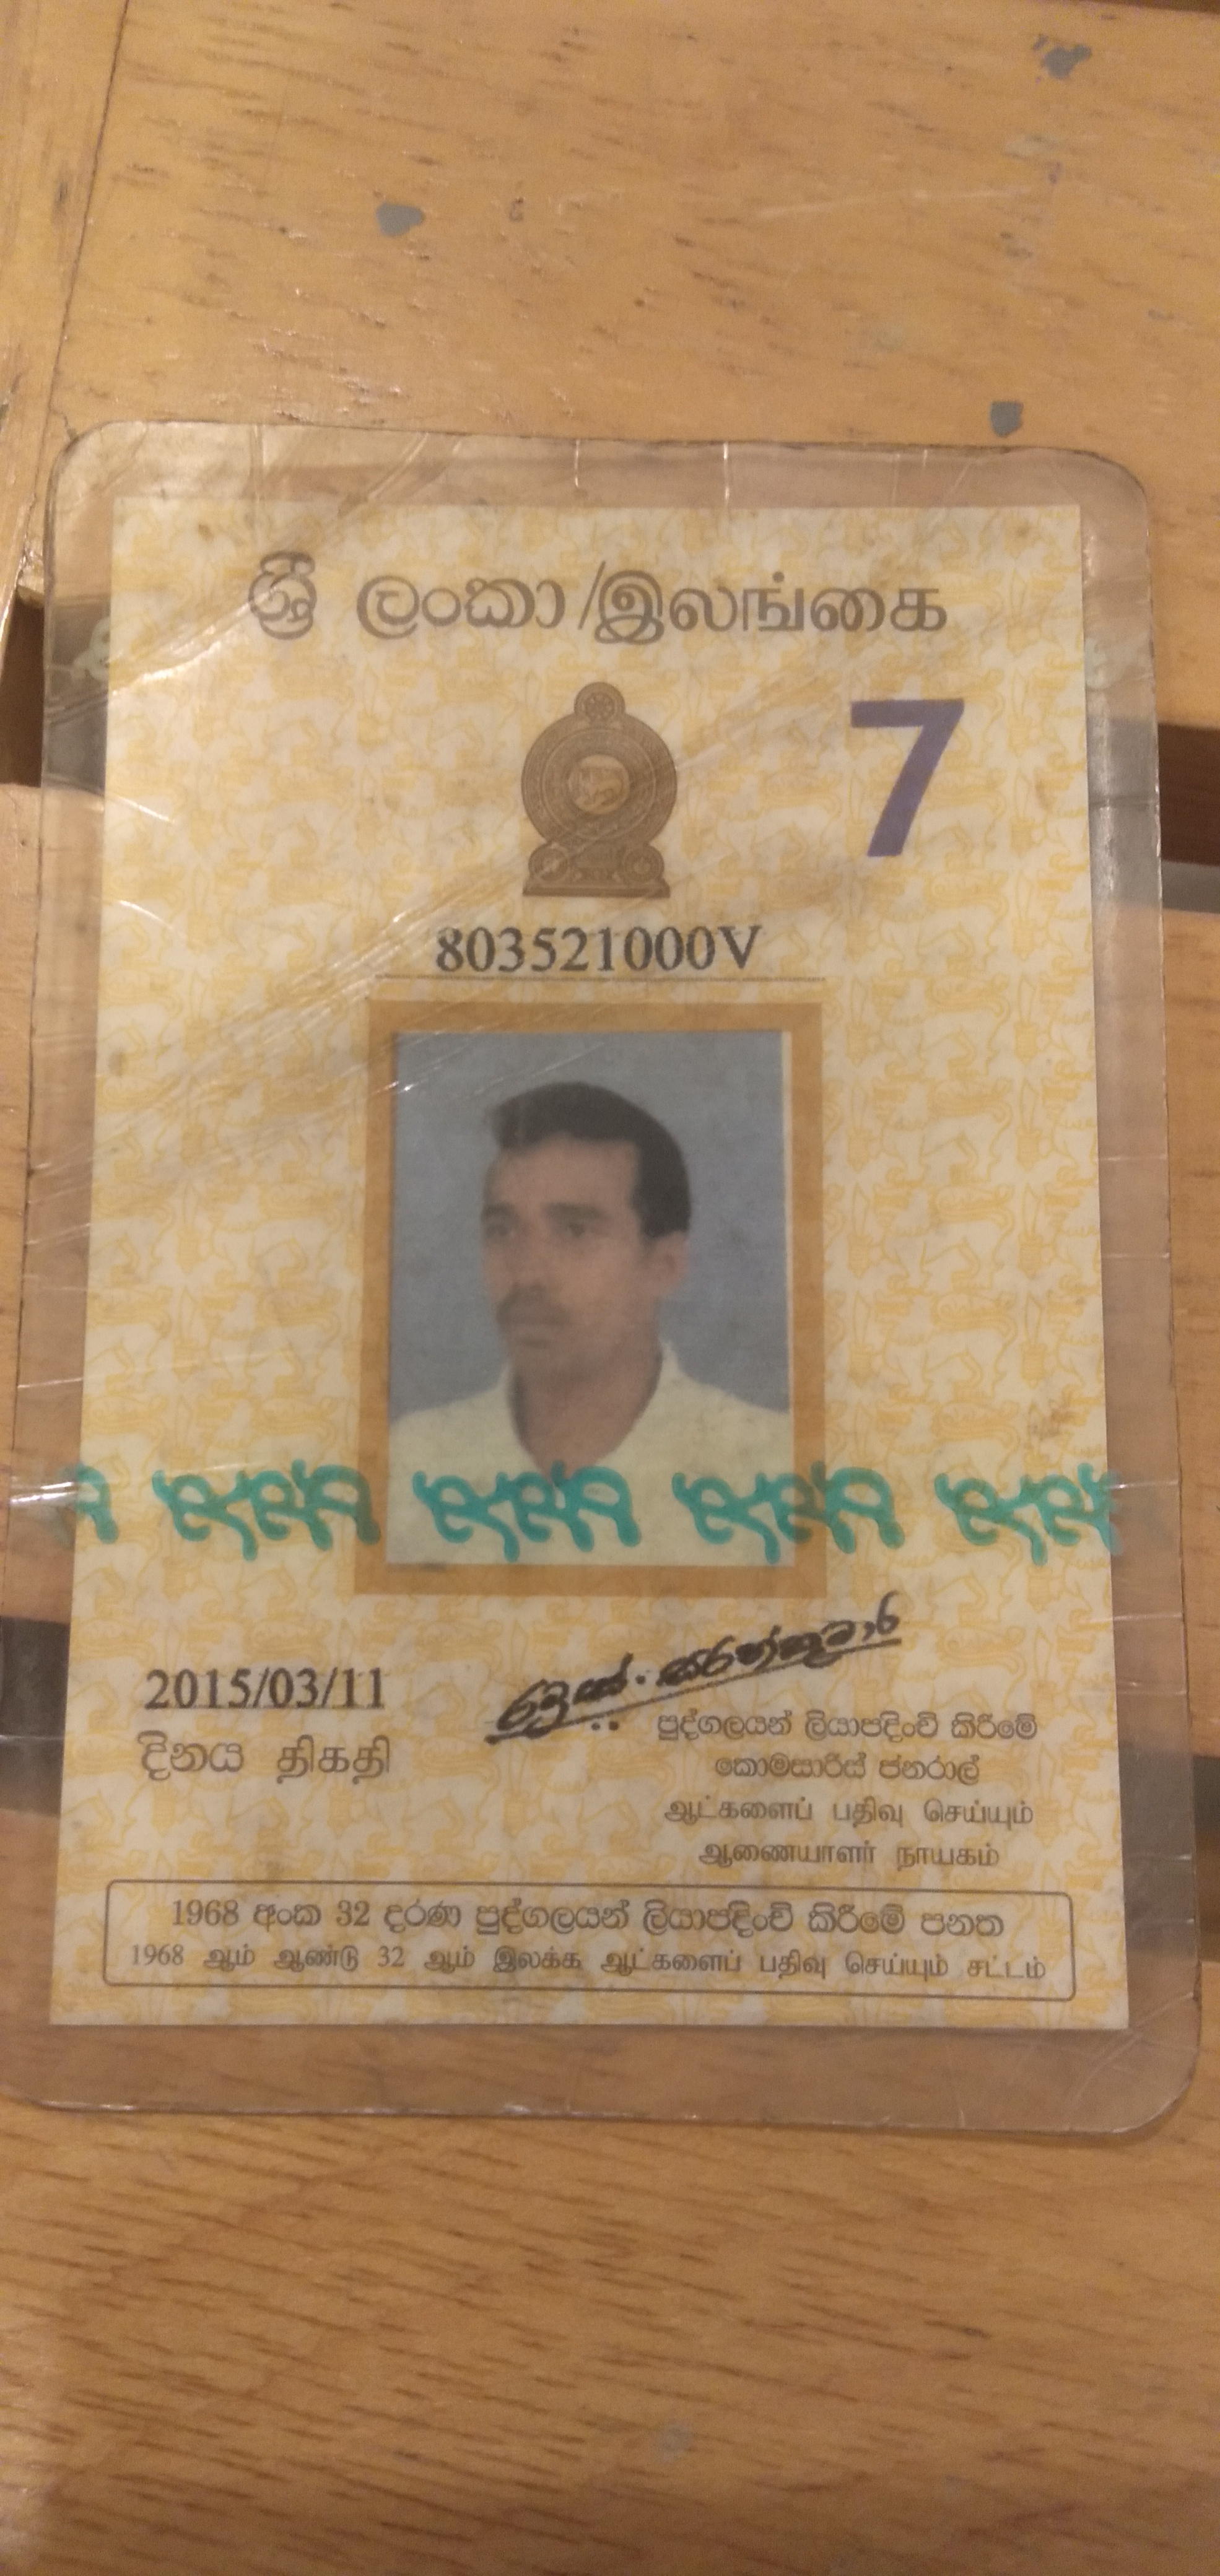 ශ්‍රී ලංකා/இலங்கை
7
803521000V
2015/03/11
දිනය திகதி
පුද්ගලයන් ලියාපදිංචි කිරීමේ
කොමසාරිස් ජනරාල්
ஆட்களைப் பதிவு செய்யும்
ஆணையாளர் நாயகம்
1968 අංක 32 දරණ පුද්ගලයන් ලියාපදිංචි කිරීමේ පනත
1968 ஆம் ஆண்டு 32 ஆம் இலக்க ஆட்களைப் பதிவு செய்யும் சட்டம்